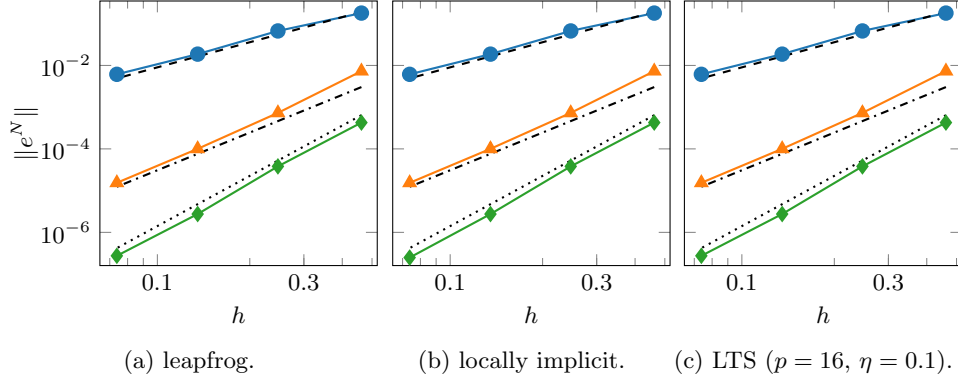 10^{-2}
10^{-4}
10^{-6}
‖e^N‖
0.1 0.3 0.1 0.3 0.1 0.3
h h h
(a) leapfrog. (b) locally implicit. (c) LTS (p = 16, η = 0.1).